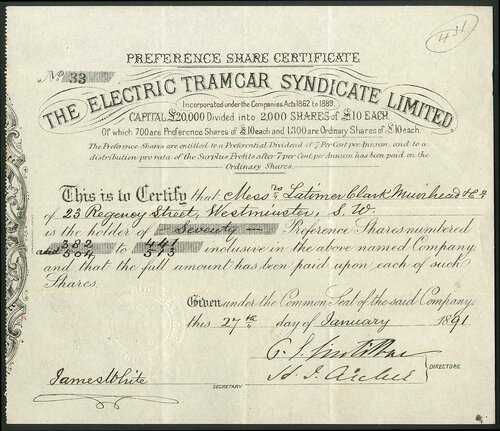 431
PREFERENCE SHARE CERTIFICATE
No. 33
THE ELECTRIC TRAMCAR SYNDICATE LIMITED
Incorporated under the Companies Acts 1862 to 1889.
CAPITAL £20,000 Divided into 2,000 SHARES of £10 EACH
Of which 700 are Preference Shares of £10 each and 1300 are Ordinary Shares of £10 each.
The Preference Shares are entitled to a Preferential Dividend of 7 Per Cent per Annum, and to a
distribution pro rata of the Surplus Profits after 7 per Cent per Annum has been paid on the
Ordinary Shares.
This is to Certify that Messrs Latimer Clark Muirhead & Co
of 23 Regency Street, Westminster, S.W.
is the holder of Seventy Preference Shares numbered
382 to 441
and 504 513 inclusive in the above named Company
and that the full amount has been paid upon each of such
Shares.
Given under the Common Seal of the said Company
this 27th day of January 1891
H. J. Archer
DIRECTORS.
James White
SECRETARY